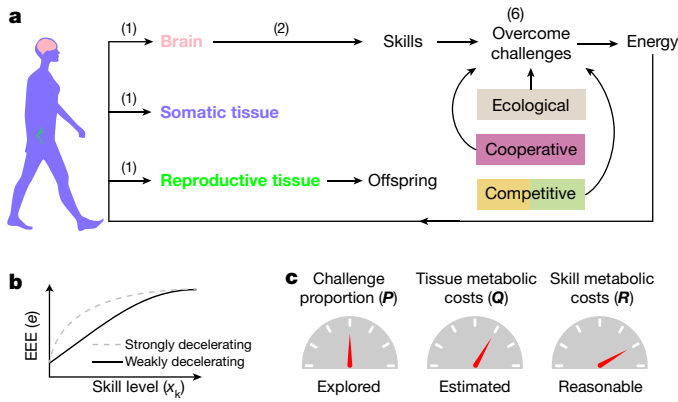 a
(1)
Brain
(2)
Skills
(6)
Overcome
challenges
Energy
(1)
Somatic tissue
Ecological
Cooperative
(1)
Reproductive tissue
Offspring
Competitive
b
EEE (e)
Strongly decelerating
Weakly decelerating
Skill level (xk)
c
Challenge
proportion (P)
Tissue metabolic
costs (Q)
Skill metabolic
costs (R)
Explored
Estimated
Reasonable